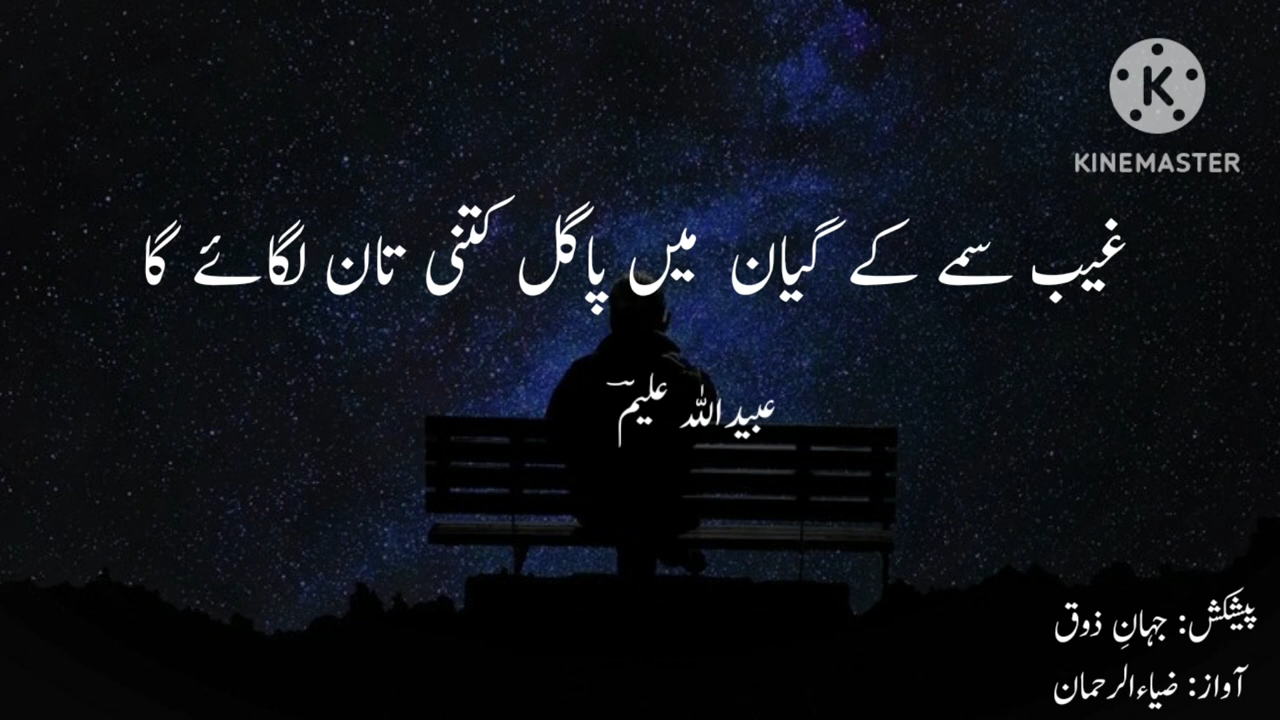 K
KINEMASTER
غیب سمے کے گیان میں پاگل کتنی تان لگائے گا
عبیداللہ علیمؔ
پیشکش: جہانِ ذوق
آواز: ضیاءالرحمان